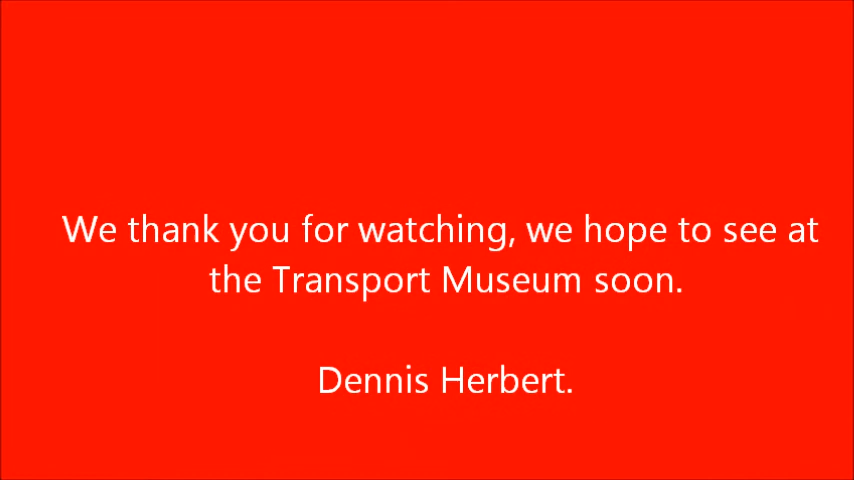 We thank you for watching, we hope to see at
the Transport Museum soon.
Dennis Herbert.